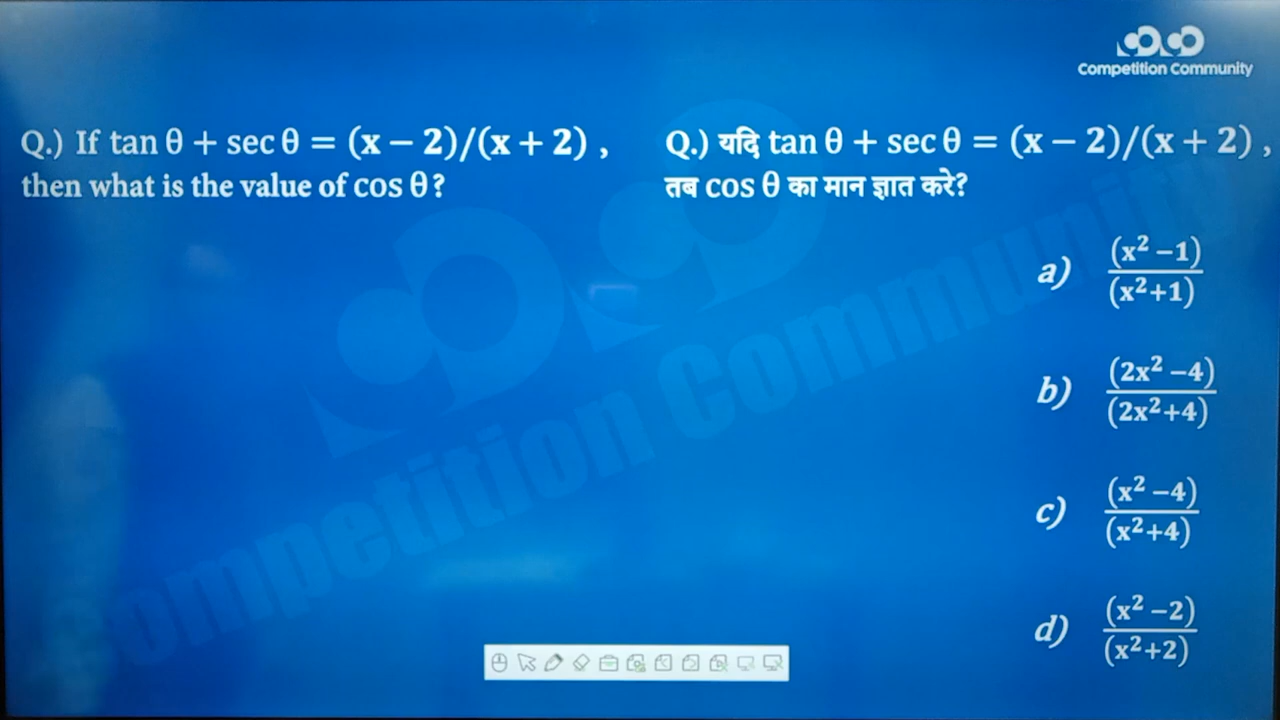 Competition Community
Q.) If tan θ + sec θ = (x – 2)/(x + 2) ,
then what is the value of cos θ?
Q.) यदि tan θ + sec θ = (x – 2)/(x + 2) ,
तब cos θ का मान ज्ञात करे?
a) (x² –1)
(x²+1)
b) (2x² –4)
(2x²+4)
c) (x² –4)
(x²+4)
d) (x² –2)
(x²+2)
Competition Community